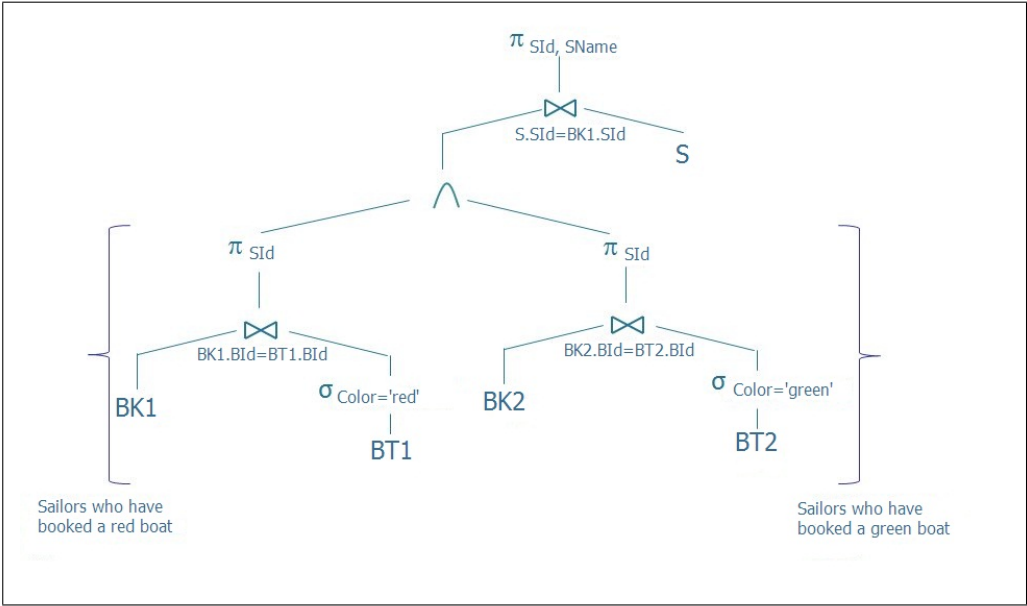 π SId, SName
⋈
S.SId=BK1.SId
S
∩
π SId
π SId
⋈
⋈
BK1.BId=BT1.BId
BK2.BId=BT2.BId
BK1
σ Color='red'
BK2
σ Color='green'
BT1
BT2
Sailors who have
booked a red boat
Sailors who have
booked a green boat